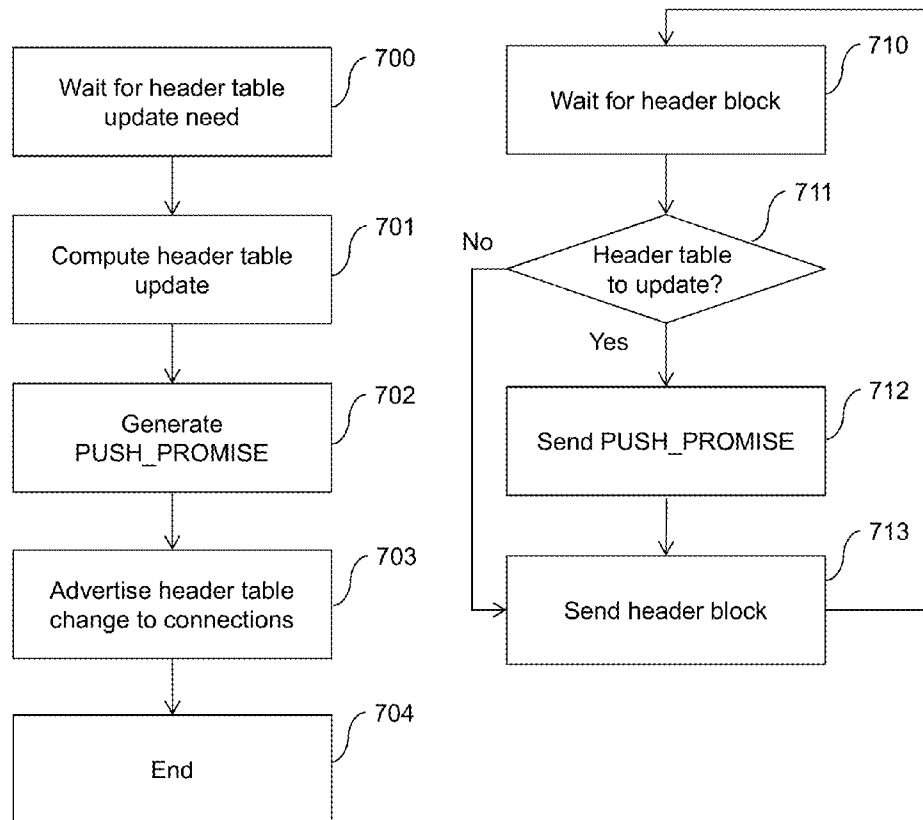 Wait for header table
update need
700
Compute header table
update
701
Generate
PUSH_PROMISE
702
Advertise header table
change to connections
703
End
704
Wait for header block
710
Header table
to update?
711
No
Yes
Send PUSH_PROMISE
712
Send header block
713